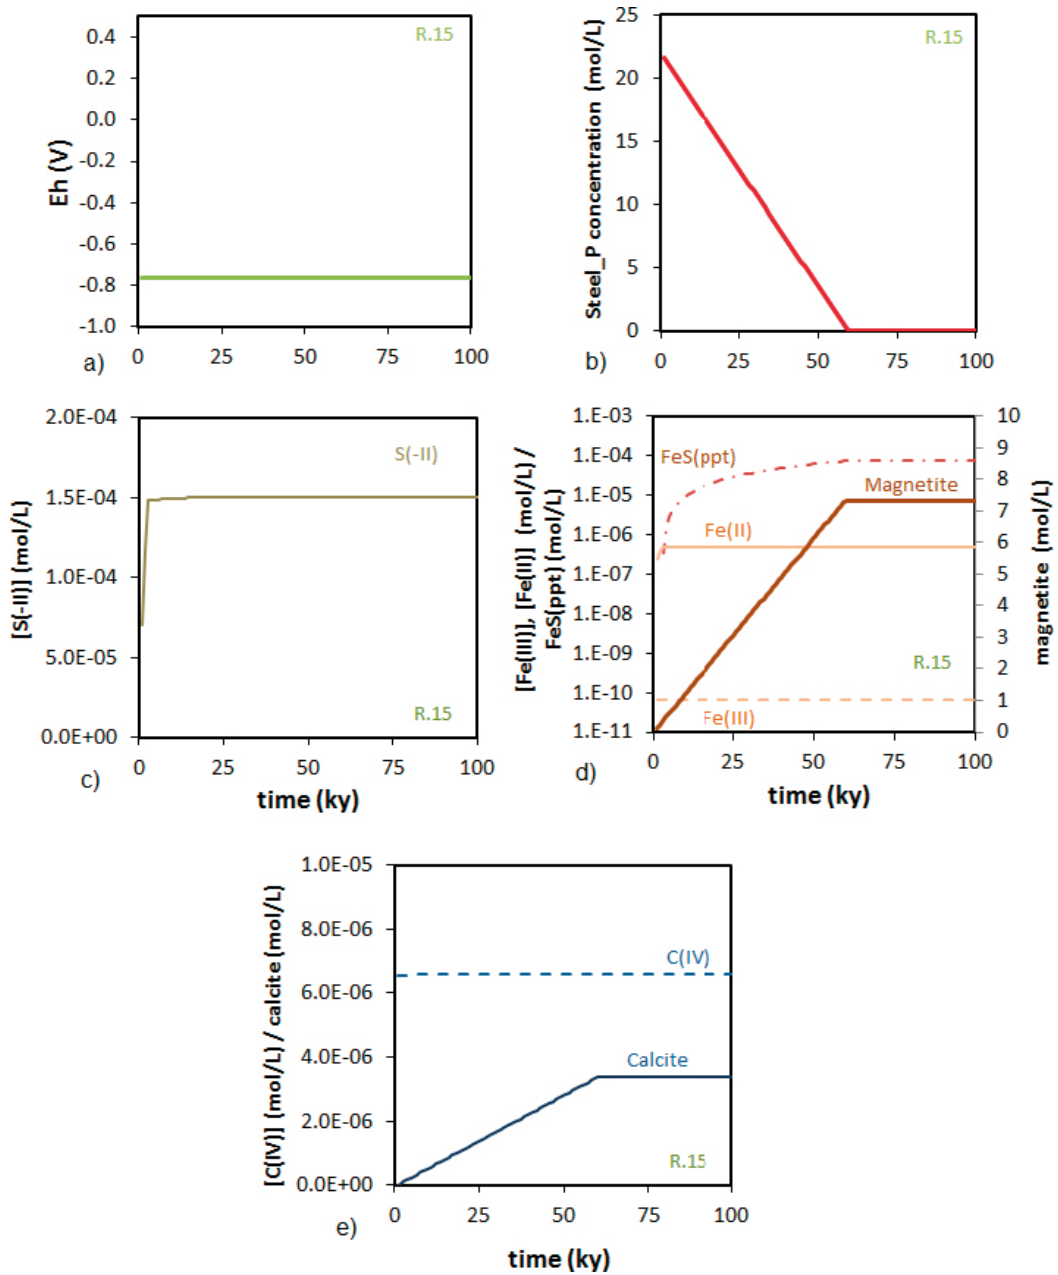 0.4
0.2
0.0
-0.2
-0.4
-0.6
-0.8
-1.0
Eh (V)
R.15
0 25 50 75 100
a)
25
20
15
10
5
0
Steel_P concentration (mol/L)
R.15
0 25 50 75 100
b)
2.0E-04
1.5E-04
1.0E-04
5.0E-05
0.0E+00
[S(-II)] (mol/L)
S(-II)
R.15
0 25 50 75 100
c)
time (ky)
[Fe(III)], [Fe(II)] (mol/L) /
FeS(ppt) (mol/L)
1.E-03
1.E-04
1.E-05
1.E-06
1.E-07
1.E-08
1.E-09
1.E-10
1.E-11
FeS(ppt)
Magnetite
Fe(II)
R.15
Fe(III)
10
9
8
7
6
5
4
3
2
1
0
magnetite (mol/L)
0 25 50 75 100
d)
time (ky)
[C(IV)] (mol/L) / calcite (mol/L)
1.0E-05
8.0E-06
6.0E-06
4.0E-06
2.0E-06
0.0E+00
C(IV)
Calcite
R.15
0 25 50 75 100
e)
time (ky)